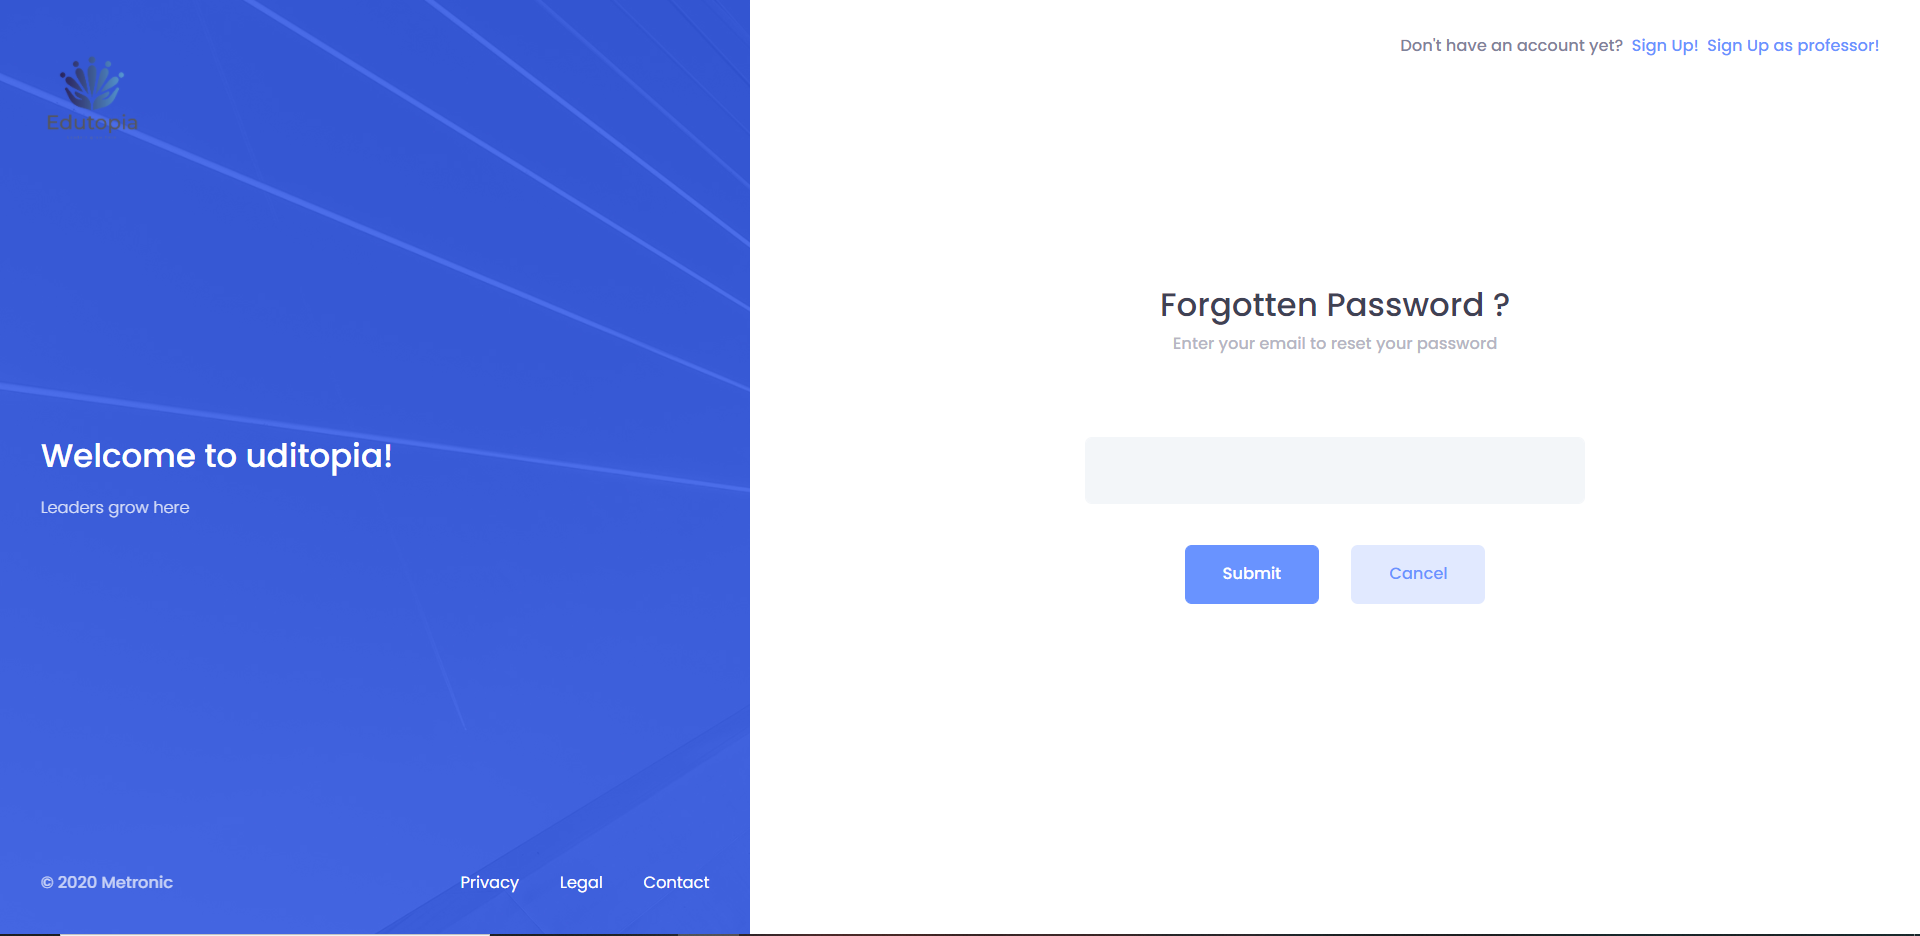 Don't have an account yet? Sign Up! Sign Up as professor!
Edutopia
Welcome to uditopia!
Leaders grow here
Forgotten Password ?
Enter your email to reset your password
Submit
Cancel
© 2020 Metronic
Privacy Legal Contact